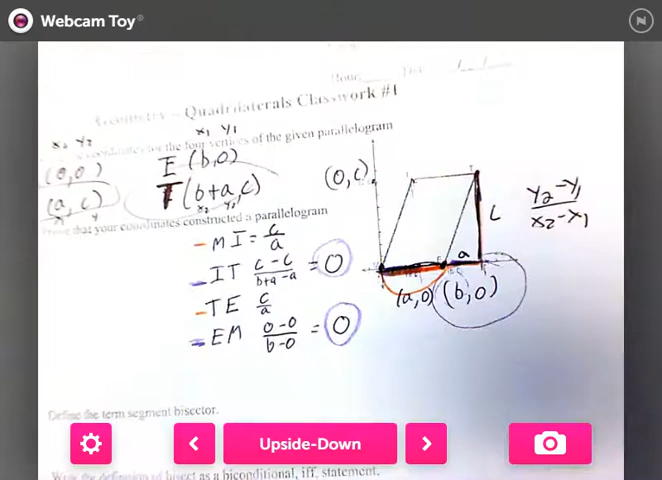 Webcam Toy
Geometry - Quadrilaterals Classwork #1
x₂ y₂
x₁ y₁
coordinates for the four vertices of the given parallelogram
(0,0)
E (b,0)
(0,c)
(a,c)
T (b+a,c)
x₂ y₂
Prove that your coordinates constructed a parallelogram
- MI = c/a
- IT c-c/b+a-a = 0
- TE c/a
- EM 0-0/b-0 = 0
a
(a,0) (b,0)
y₂-y₁/x₂-x₁
Define the term segment bisector.
Upside-Down
Write the definition of bisect as a biconditional, iff, statement.